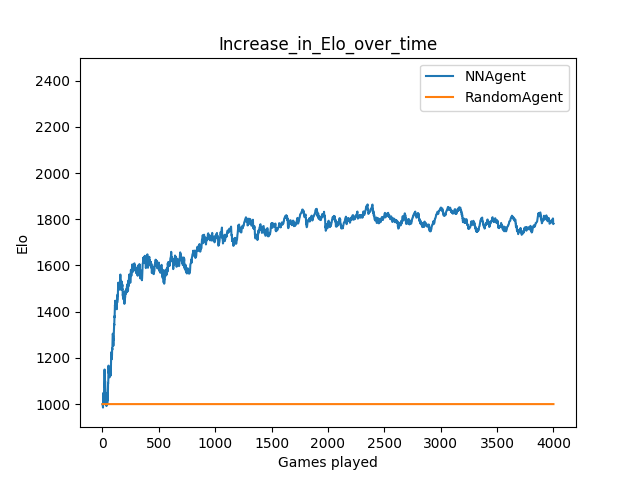 Increase_in_Elo_over_time
NNAgent
RandomAgent
2400
2200
2000
1800
1600
1400
1200
1000
Elo
0 500 1000 1500 2000 2500 3000 3500 4000
Games played